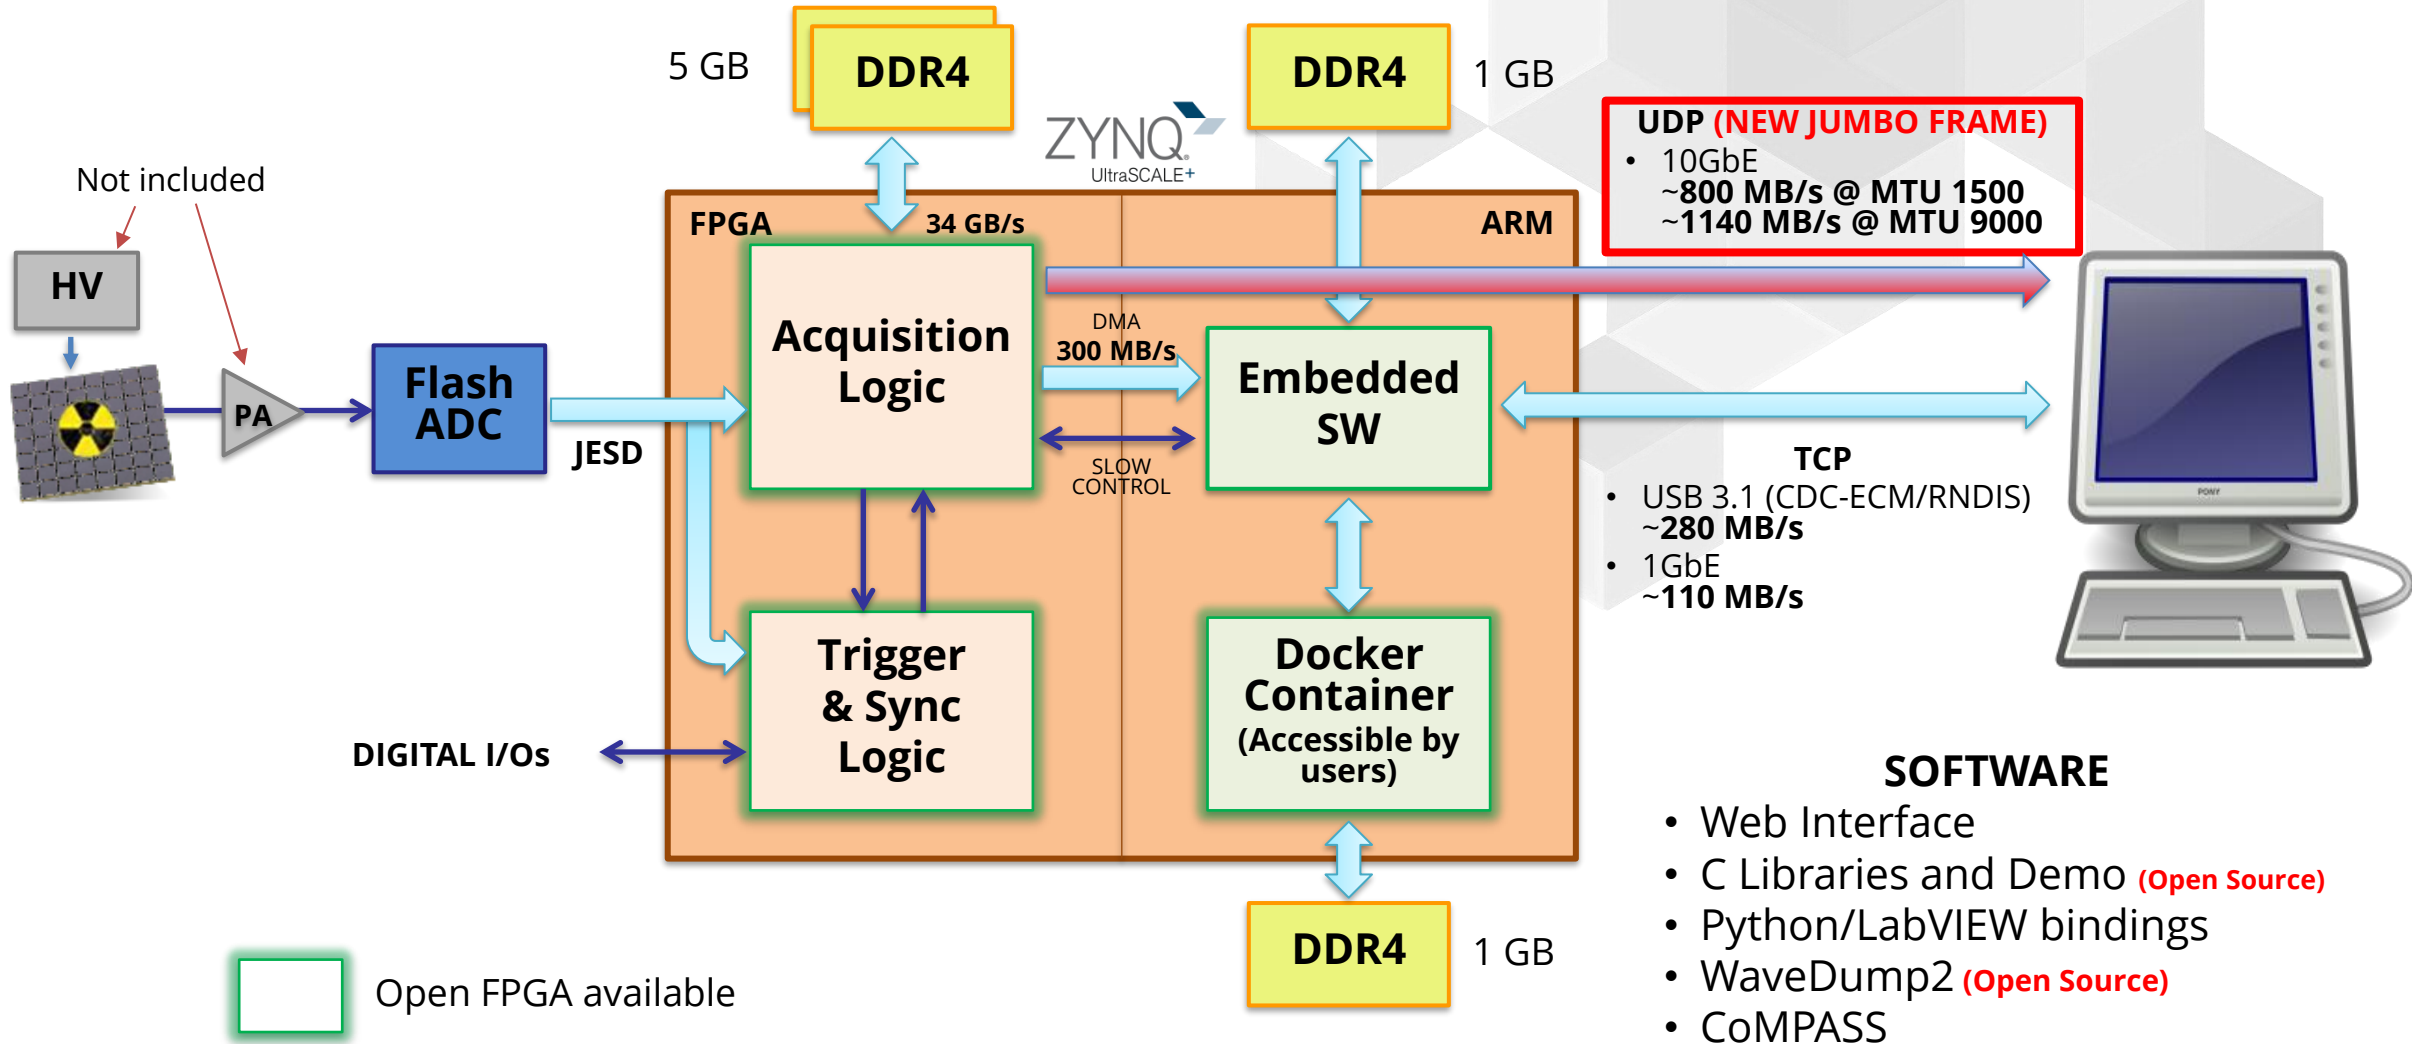 5 GB
DDR4
DDR4
1 GB
ZYNQ.
UltraSCALE+
UDP (NEW JUMBO FRAME)
• 10GbE
~800 MB/s @ MTU 1500
~1140 MB/s @ MTU 9000
Not included
FPGA
34 GB/s
ARM
HV
Acquisition
Logic
DMA
300 MB/s
Embedded
SW
Flash
ADC
PA
JESD
SLOW
CONTROL
TCP
• USB 3.1 (CDC-ECM/RNDIS)
~280 MB/s
• 1GbE
~110 MB/s
PONY
Trigger
& Sync
Logic
Docker
Container
(Accessible by
users)
DIGITAL I/Os
SOFTWARE
• Web Interface
• C Libraries and Demo (Open Source)
• Python/LabVIEW bindings
• WaveDump2 (Open Source)
• CoMPASS
DDR4
1 GB
Open FPGA available